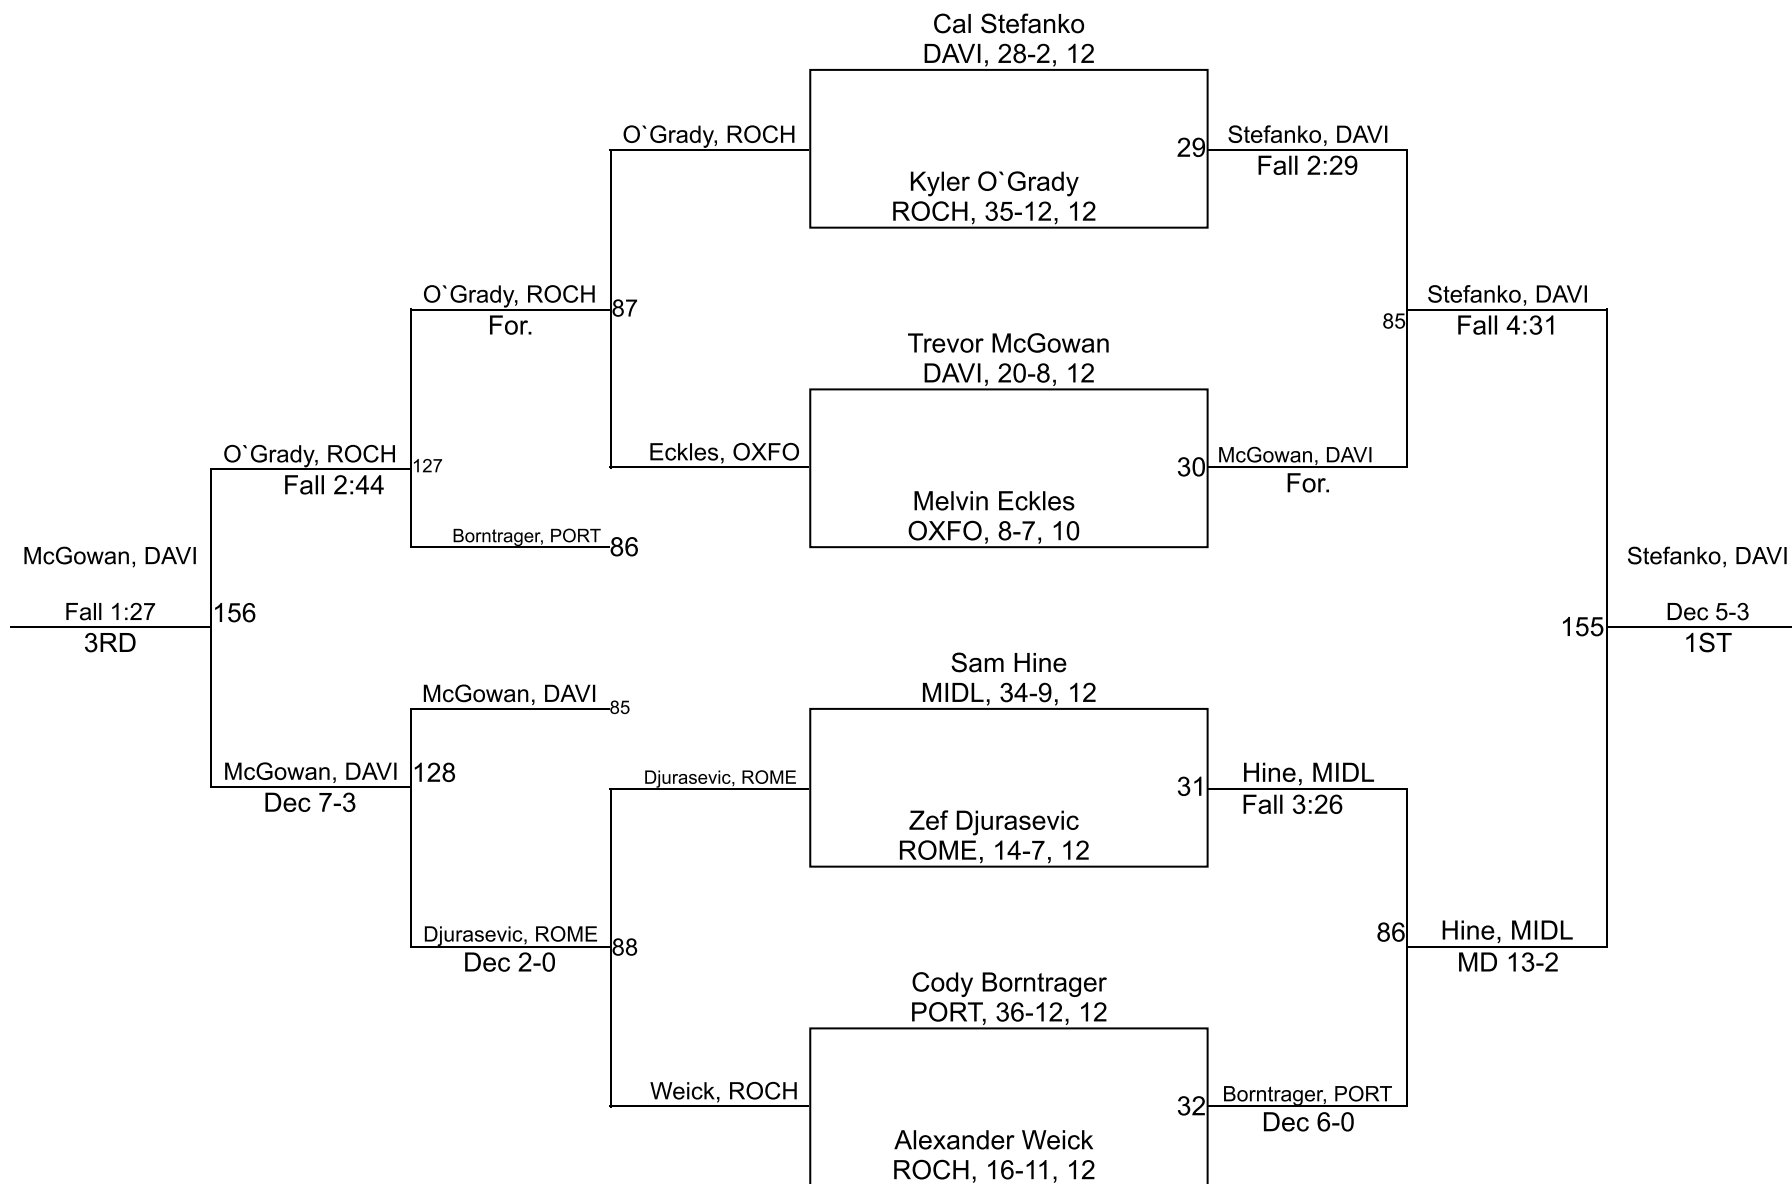 Cal Stefanko
DAVI, 28-2, 12
O`Grady, ROCH
29
Stefanko, DAVI
Fall 2:29
Kyler O`Grady
ROCH, 35-12, 12
O`Grady, ROCH
For.
87
85
Stefanko, DAVI
Fall 4:31
Trevor McGowan
DAVI, 20-8, 12
O`Grady, ROCH
Fall 2:44
127
Eckles, OXFO
30
McGowan, DAVI
For.
Melvin Eckles
OXFO, 8-7, 10
Borntrager, PORT
86
McGowan, DAVI
Fall 1:27
3RD
156
155
Stefanko, DAVI
Dec 5-3
1ST
Sam Hine
MIDL, 34-9, 12
McGowan, DAVI
85
McGowan, DAVI
Dec 7-3
128
Djurasevic, ROME
31
Hine, MIDL
Fall 3:26
Zef Djurasevic
ROME, 14-7, 12
Djurasevic, ROME
Dec 2-0
88
86
Hine, MIDL
MD 13-2
Cody Borntrager
PORT, 36-12, 12
Weick, ROCH
32
Borntrager, PORT
Dec 6-0
Alexander Weick
ROCH, 16-11, 12